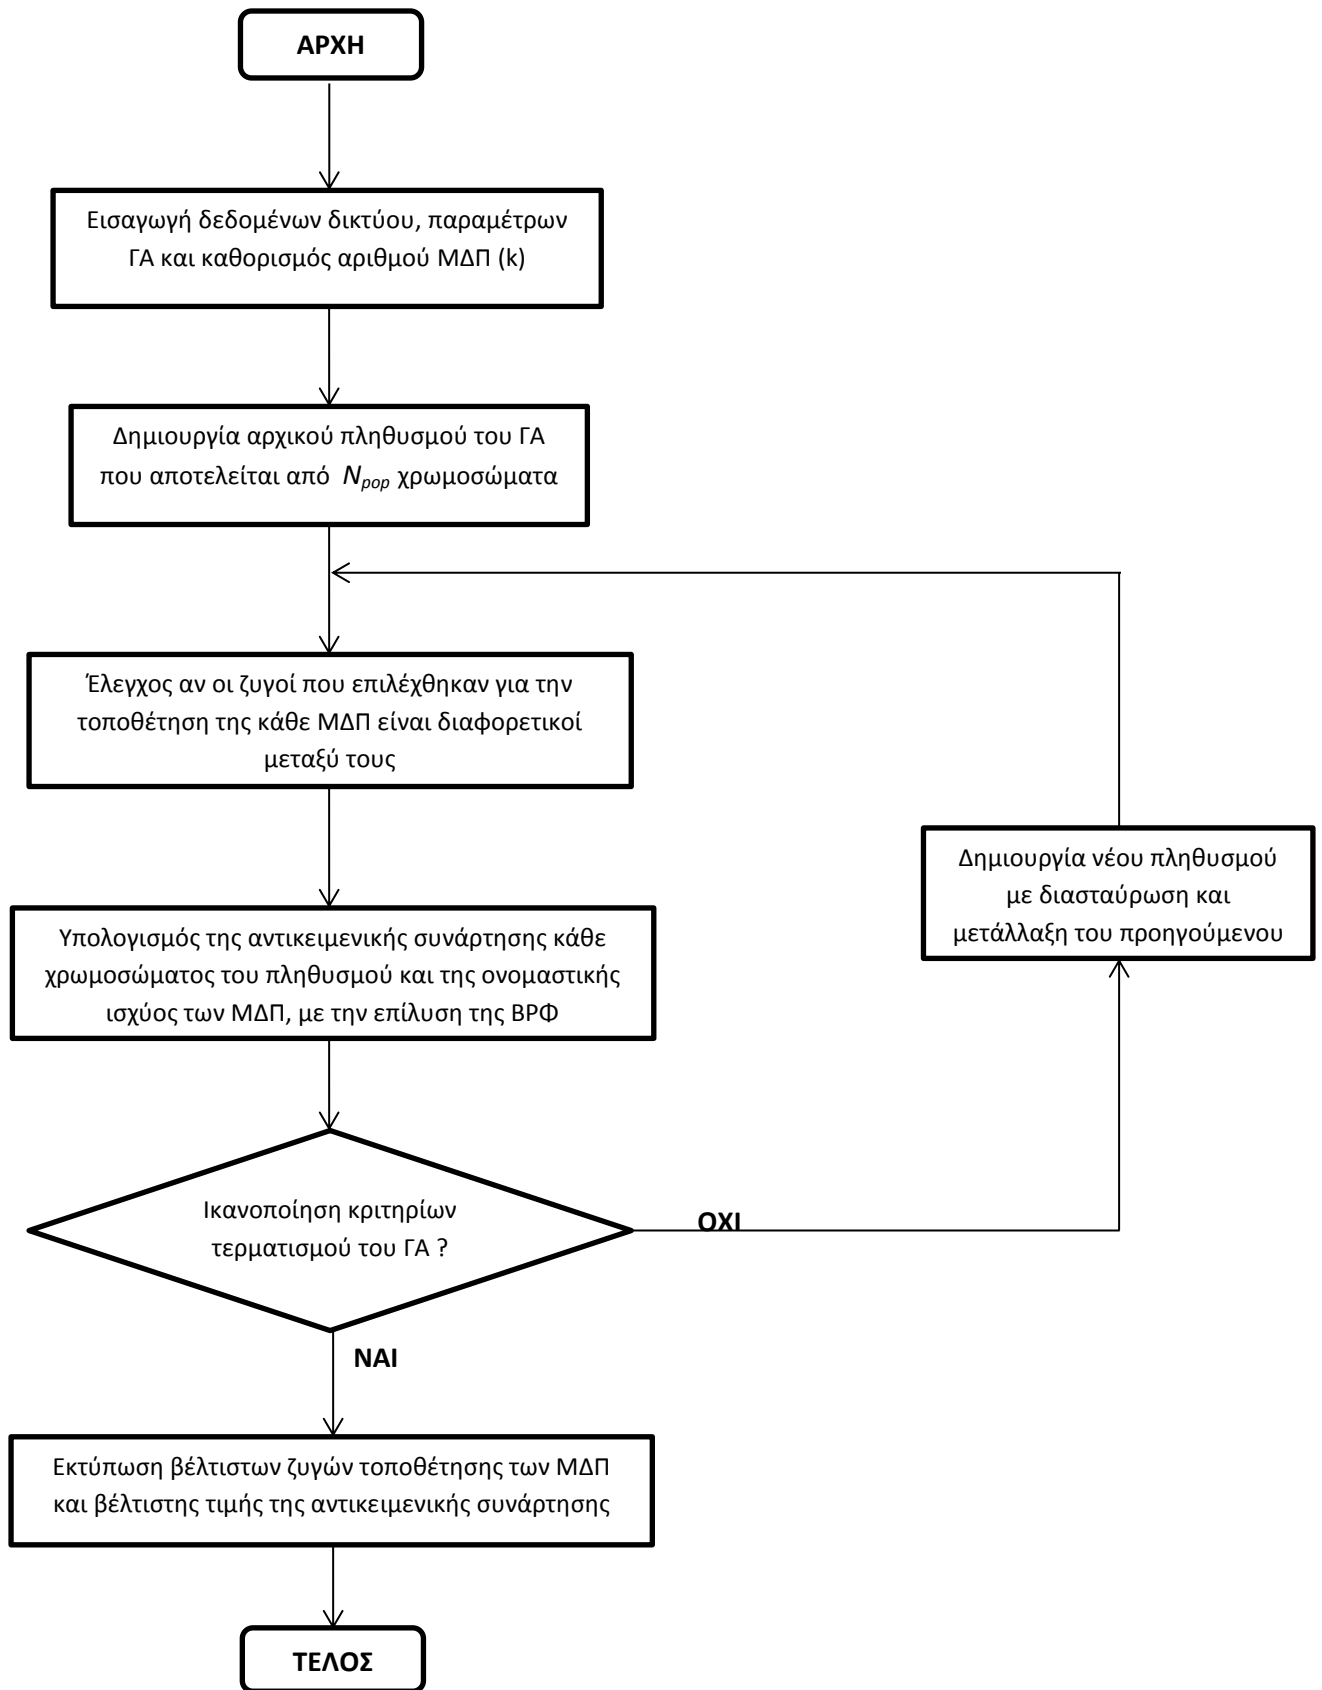 ΑΡΧΗ
Εισαγωγή δεδομένων δικτύου, παραμέτρων
ΓΑ και καθορισμός αριθμού ΜΔΠ (k)
Δημιουργία αρχικού πληθυσμού του ΓΑ
που αποτελείται από N_pop χρωμοσώματα
Έλεγχος αν οι ζυγοί που επιλέχθηκαν για την
τοποθέτηση της κάθε ΜΔΠ είναι διαφορετικοί
μεταξύ τους
Δημιουργία νέου πληθυσμού
με διασταύρωση και
μετάλλαξη του προηγούμενου
Υπολογισμός της αντικειμενικής συνάρτησης κάθε
χρωμοσώματος του πληθυσμού και της ονομαστικής
ισχύος των ΜΔΠ, με την επίλυση της ΒΡΦ
Ικανοποίηση κριτηρίων
τερματισμού του ΓΑ ?
ΟΧΙ
ΝΑΙ
Εκτύπωση βέλτιστων ζυγών τοποθέτησης των ΜΔΠ
και βέλτιστης τιμής της αντικειμενικής συνάρτησης
ΤΕΛΟΣ